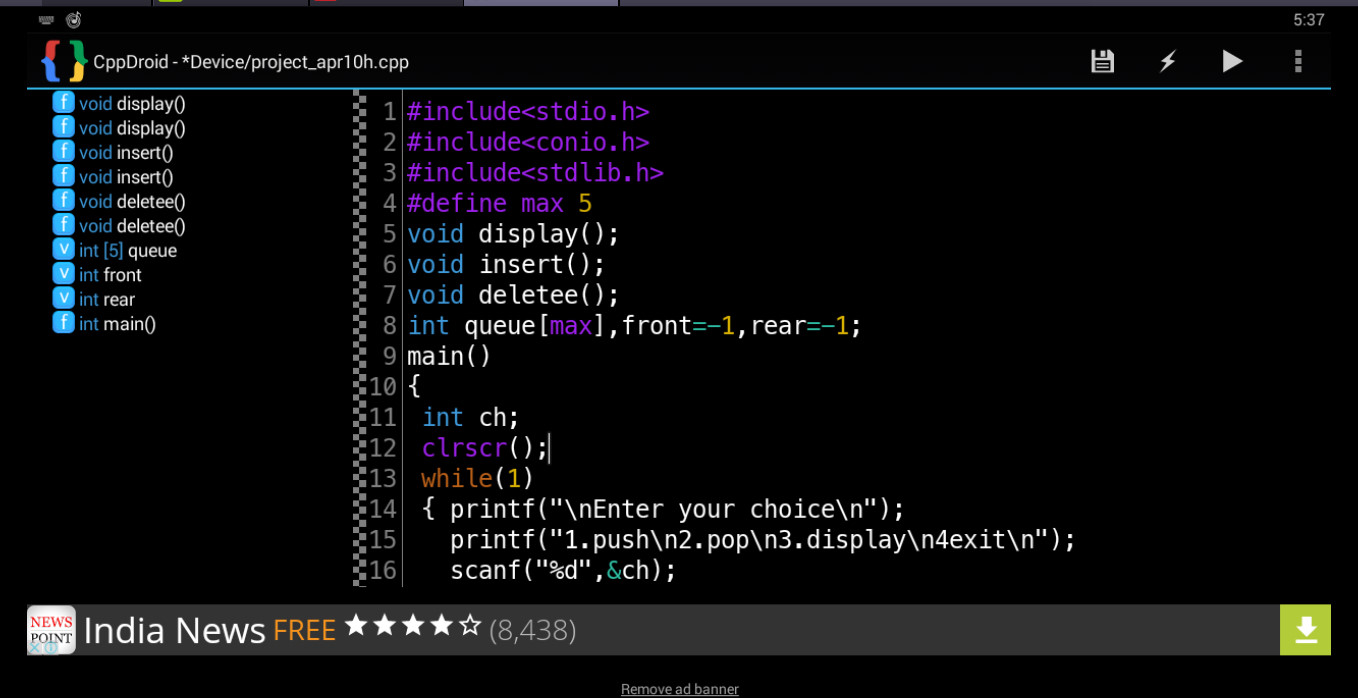 5:37
CppDroid - *Device/project_apr10h.cpp
f void display()
f void display()
f void insert()
f void insert()
f void deletee()
f void deletee()
v int [5] queue
v int front
v int rear
f int main()
1 #include<stdio.h>
2 #include<conio.h>
3 #include<stdlib.h>
4 #define max 5
5 void display();
6 void insert();
7 void deletee();
8 int queue[max],front=-1,rear=-1;
9 main()
10 {
11 int ch;
12 clrscr();
13 while(1)
14 { printf("\nEnter your choice\n");
15 printf("1.push\n2.pop\n3.display\n4exit\n");
16 scanf("%d",&ch);
NEWS
POINT
India News FREE ★★★★☆ (8,438)
Remove ad banner